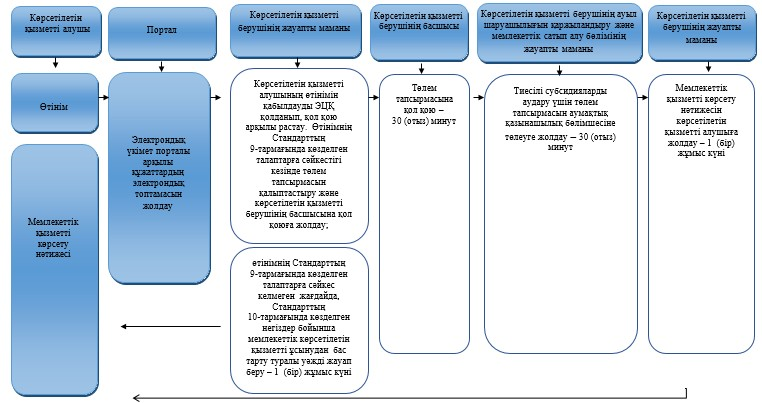 Көрсетілетін
қызметті алушы
Портал
Көрсетілетін қызметті
берушінің жауапты
маманы
Көрсетілетін қызметті
берушінің басшысы
Көрсетілетін қызметті берушінің ауыл
шаруашылығын қаржыландыру және
мемлекеттік сатып алу бөлімінің
жауапты маманы
Көрсетілетін қызметті
берушінің жауапты
маманы
Өтінім
Мемлекеттік
қызметті
көрсету
нәтижесі
Электрондық
үкімет порталы
арқылы
құжаттардың
электрондық
топтамасын
жолдау
Көрсетілетін қызметті
алушының өтінімін
қабылдауды ЭЦҚ
қолданып, қол қою
арқылы растау. Өтінімнің
Стандарттың
9-тармағында көзделген
талаптарға сәйкестігі
кезінде төлем
тапсырмасын
қалыптастыру және
көрсетілетін қызметті
берушінің басшысына қол
қоюға жолдау;
өтінімнің Стандарттың
9-тармағында көзделген
талаптарға сәйкес
келмеген жағдайда,
Стандарттың
10-тармағында көзделген
негіздер бойынша
мемлекеттік көрсетілетін
қызметті ұсынудан бас
тарту туралы уәжді жауап
беру – 1 (бір) жұмыс күні
Төлем
тапсырмасына
қол қою –
30 (отыз) минут
Тиесілі субсидияларды
аудару үшін төлем
тапсырмасын аумақтық
қазынашылық бөлімшесіне
төлеуге жолдау – 30 (отыз)
минут
Мемлекеттік
қызметті көрсету
нәтижесін
көрсетілетін
қызметті алушыға
жолдау – 1 (бір)
жұмыс күні